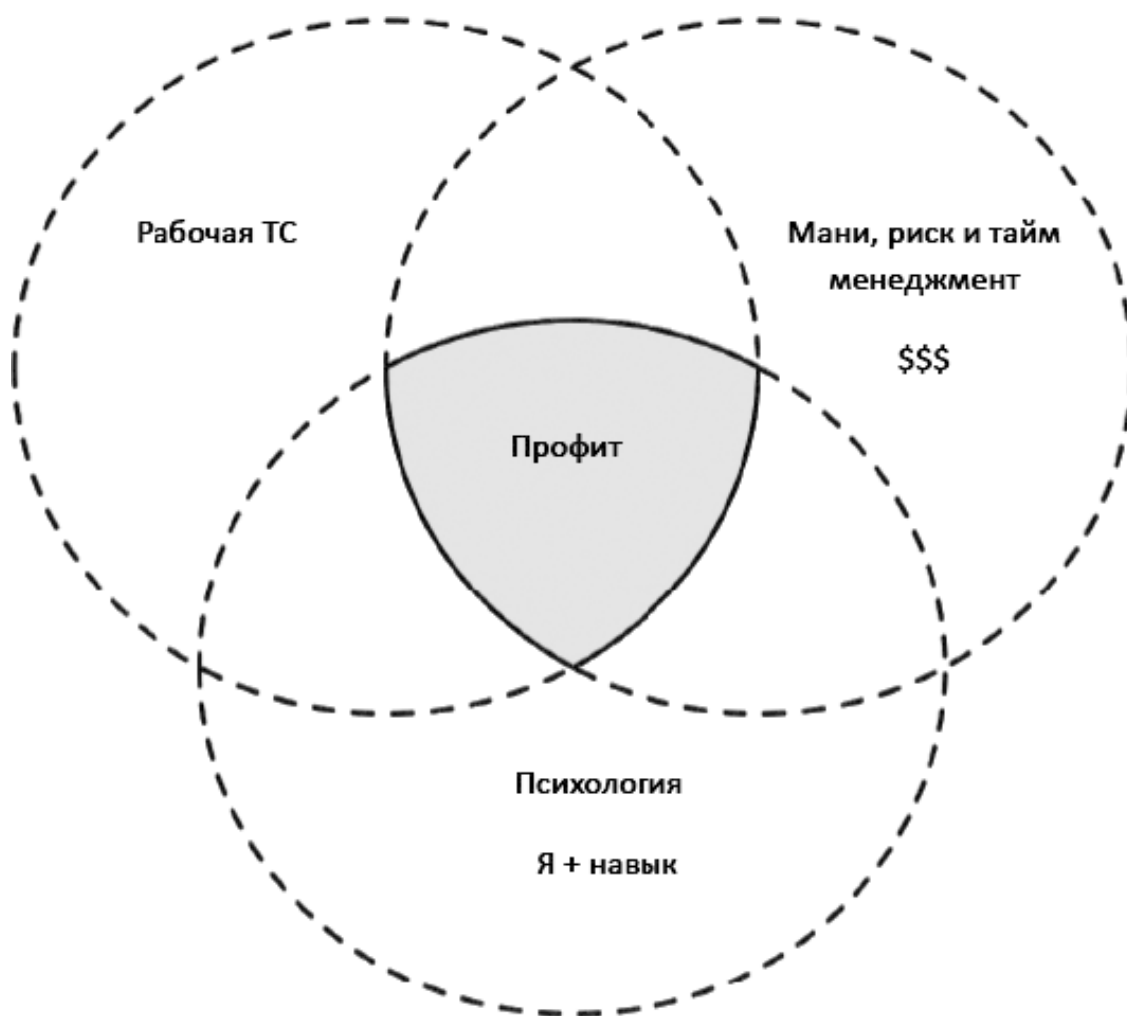 Рабочая ТС
Мани, риск и тайм
менеджмент
$$$
Профит
Психология
Я + навык